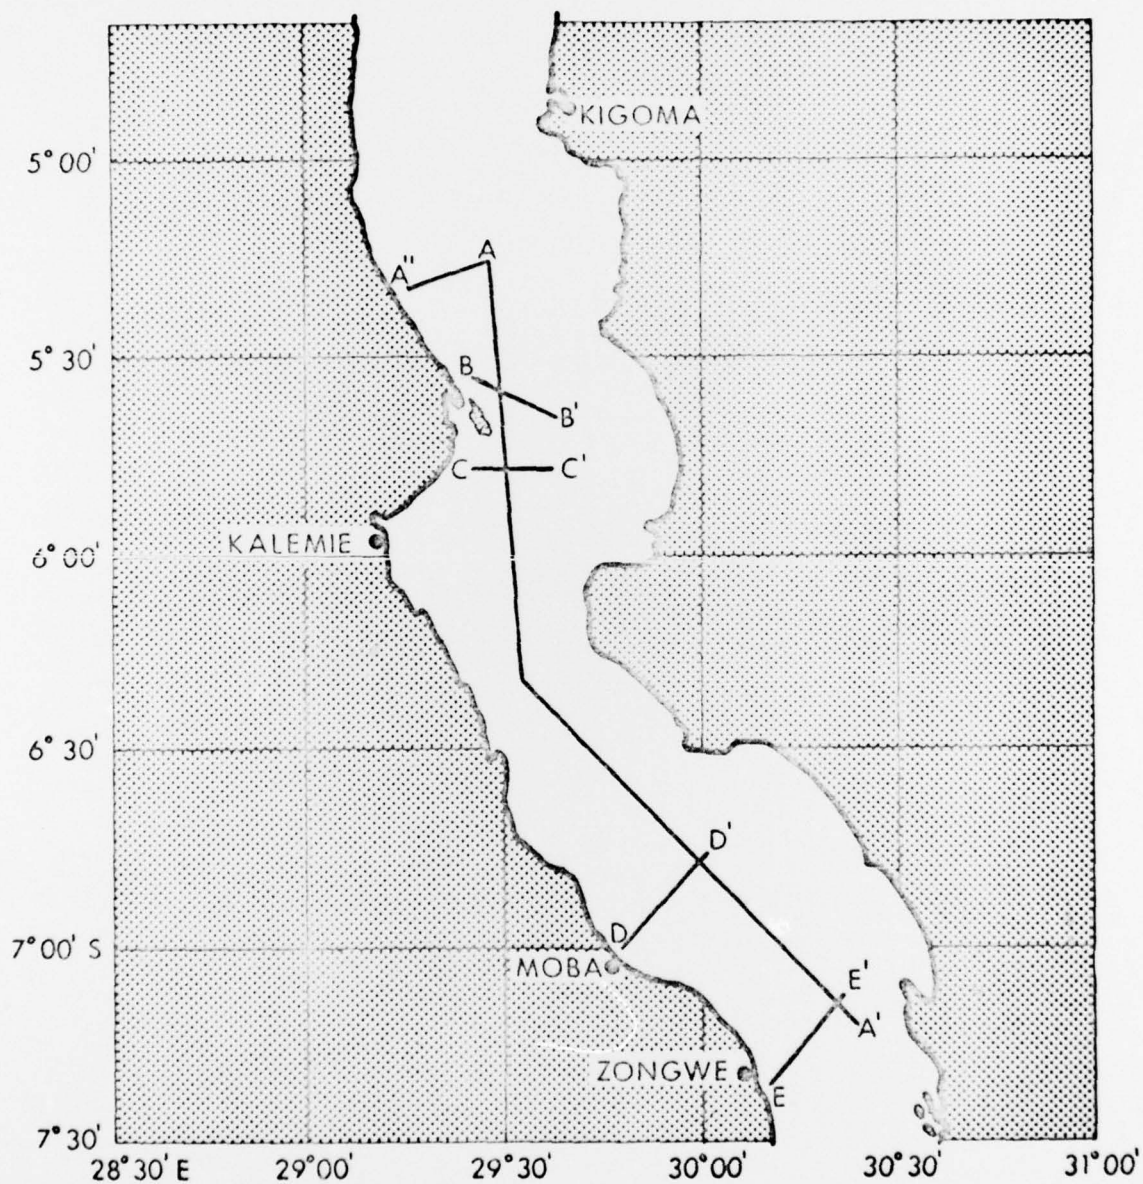 KIGOMA
5° 00'
A
A"
5° 30'
B
B'
C
C'
KALEMIE
6° 00'
6° 30'
D'
D
7° 00' S
MOBA
E'
A'
ZONGWE
E
7° 30'
28° 30' E
29° 00'
29° 30'
30° 00'
30° 30'
31° 00'